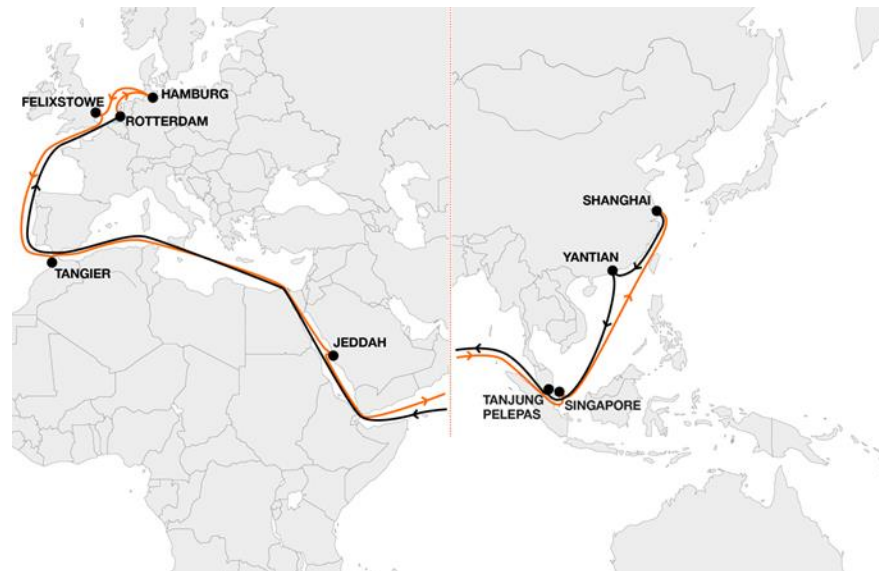 FELIXSTOWE
HAMBURG
ROTTERDAM
TANGIER
JEDDAH
SHANGHAI
YANTIAN
TANJUNG
PELEPAS
SINGAPORE